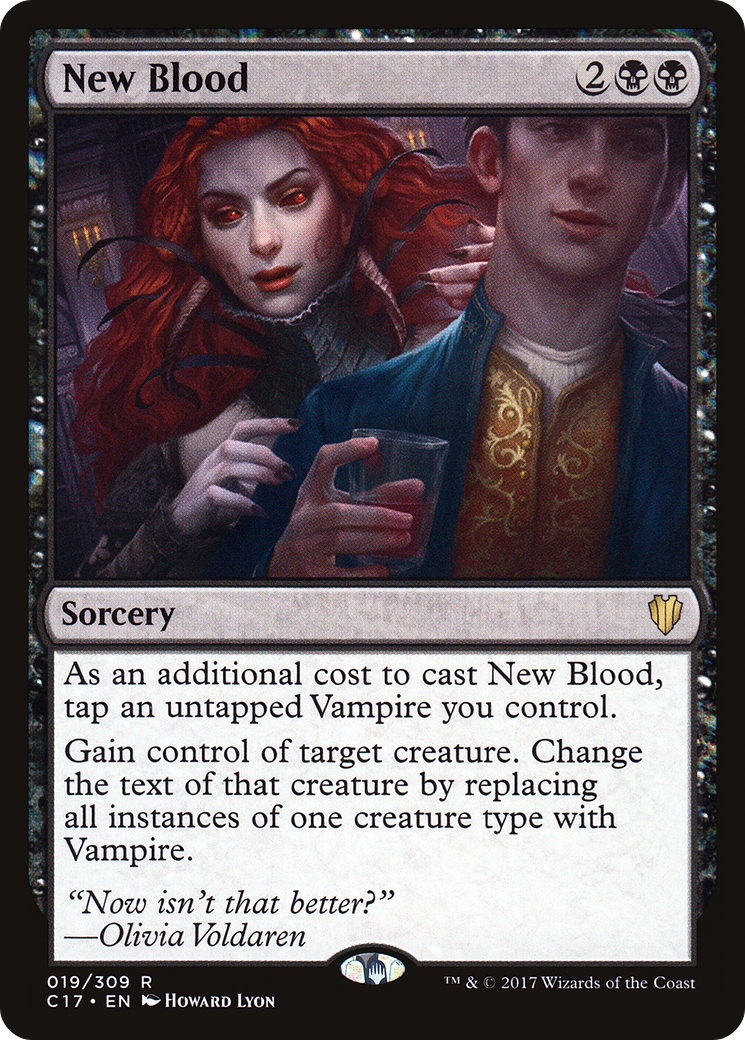 New Blood 2
Sorcery
As an additional cost to cast New Blood,
tap an untapped Vampire you control.
Gain control of target creature. Change
the text of that creature by replacing
all instances of one creature type with
Vampire.
“Now isn’t that better?”
—Olivia Voldaren
019/309 R
C17 • EN Howard Lyon
™ & © 2017 Wizards of the Coast